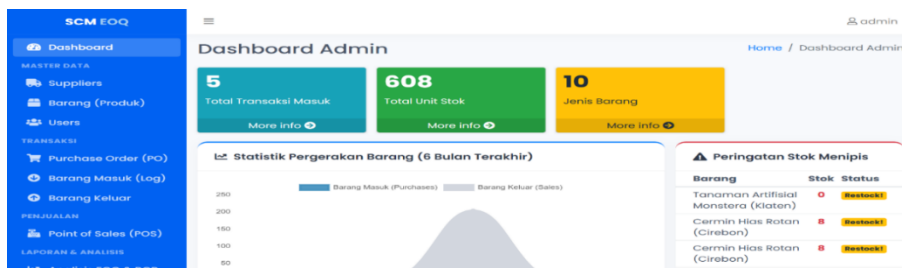 SCM EOQ
admin
Dashboard
MASTER DATA
Suppliers
Barang (Produk)
Users
TRANSAKSI
Purchase Order (PO)
Barang Masuk (Log)
Barang Keluar
PENJUALAN
Point of Sales (POS)
LAPORAN & ANALISIS
Dashboard Admin
Home / Dashboard Admin
5
Total Transaksi Masuk
More info
608
Total Unit Stok
More info
10
Jenis Barang
More info
Statistik Pergerakan Barang (6 Bulan Terakhir)
Barang Masuk (Purchases) Barang Keluar (Sales)
250
200
150
100
50
Peringatan Stok Menipis
Barang Stok Status
Tanaman Artifisial 0 Restock!
Monstera (Klaten)
Cermin Hias Rotan 8 Restock!
(Cirebon)
Cermin Hias Rotan 8 Restock!
(Cirebon)